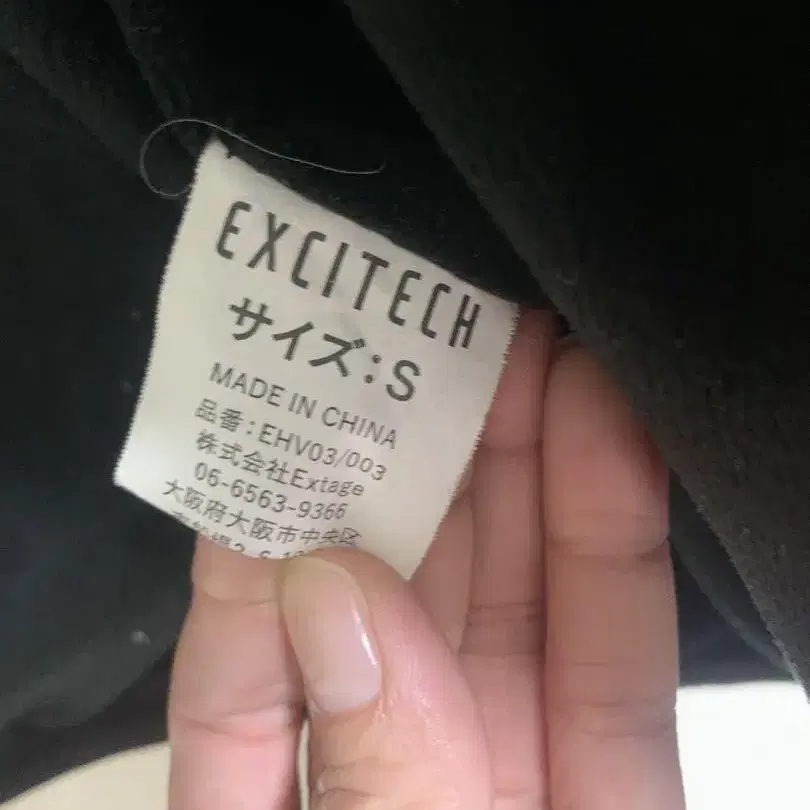 EXCITECH
サイズ:S
MADE IN CHINA
品番:EHV03/003
株式会社Extage
06-6563-9366
大阪府大阪市中央区